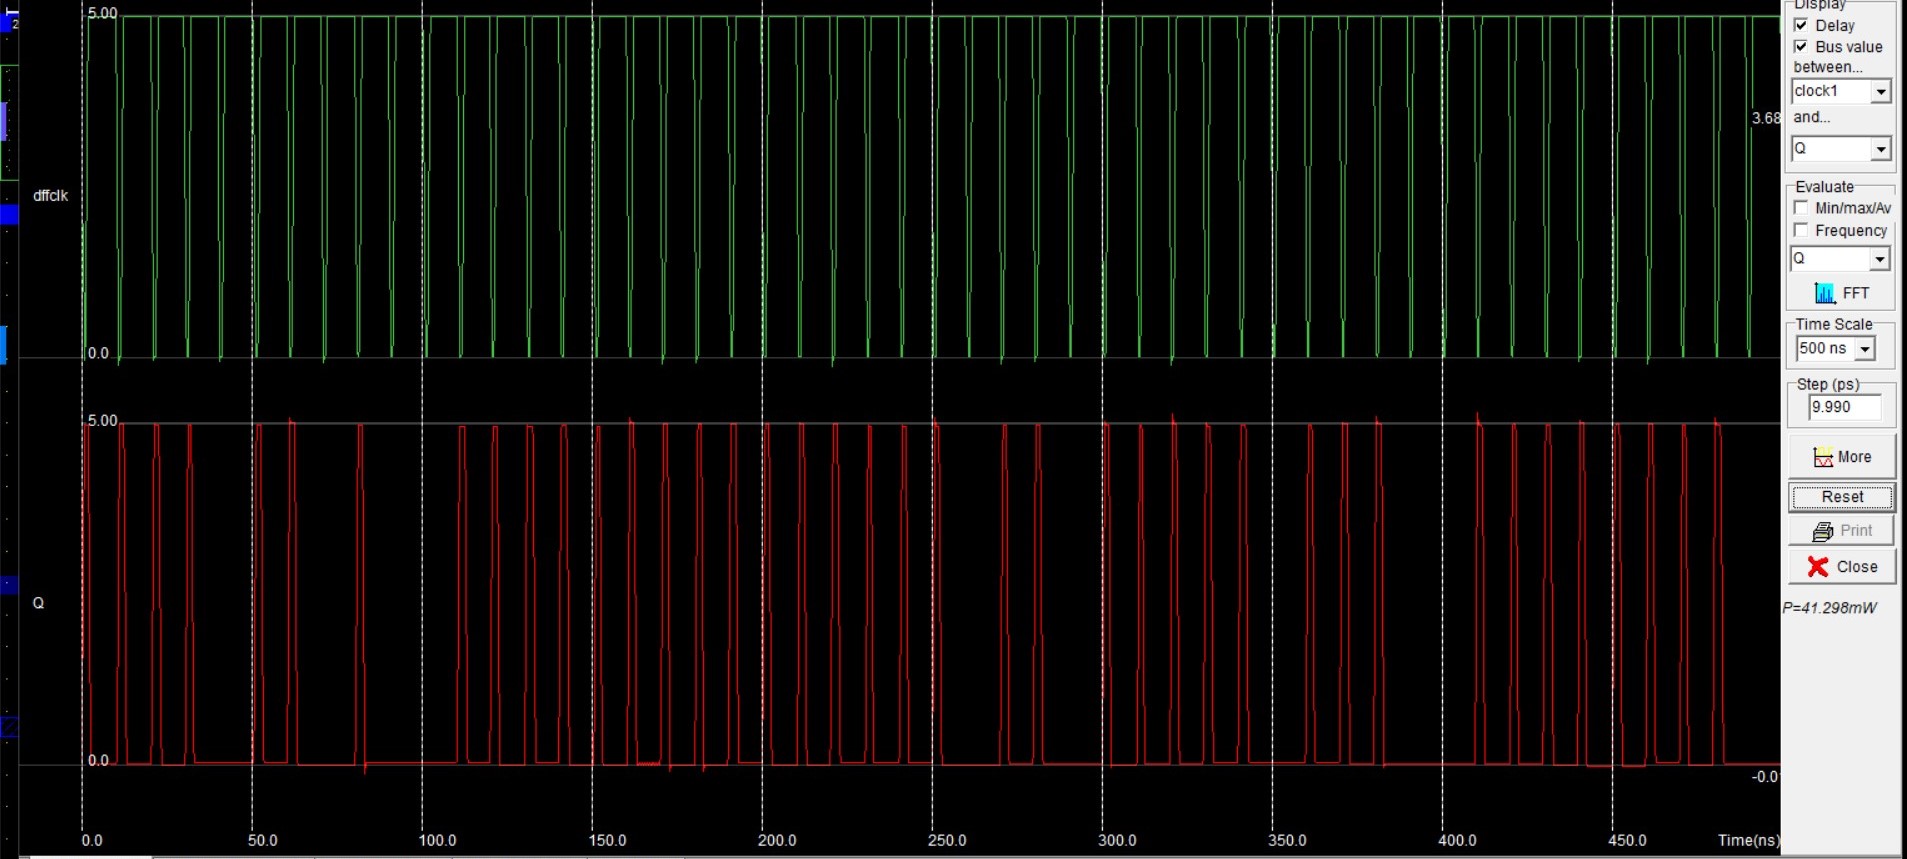 2
5.00
dffclk
3.68
0.0
5.00
Q
0.0
-0.0
0.0 50.0 100.0 150.0 200.0 250.0 300.0 350.0 400.0 450.0 Time(ns)
Display
Delay
Bus value
between...
clock1
and...
Q
Evaluate
Min/max/Av
Frequency
Q
FFT
Time Scale
500 ns
Step (ps)
9.990
More
Reset
Print
Close
P=41.298mW